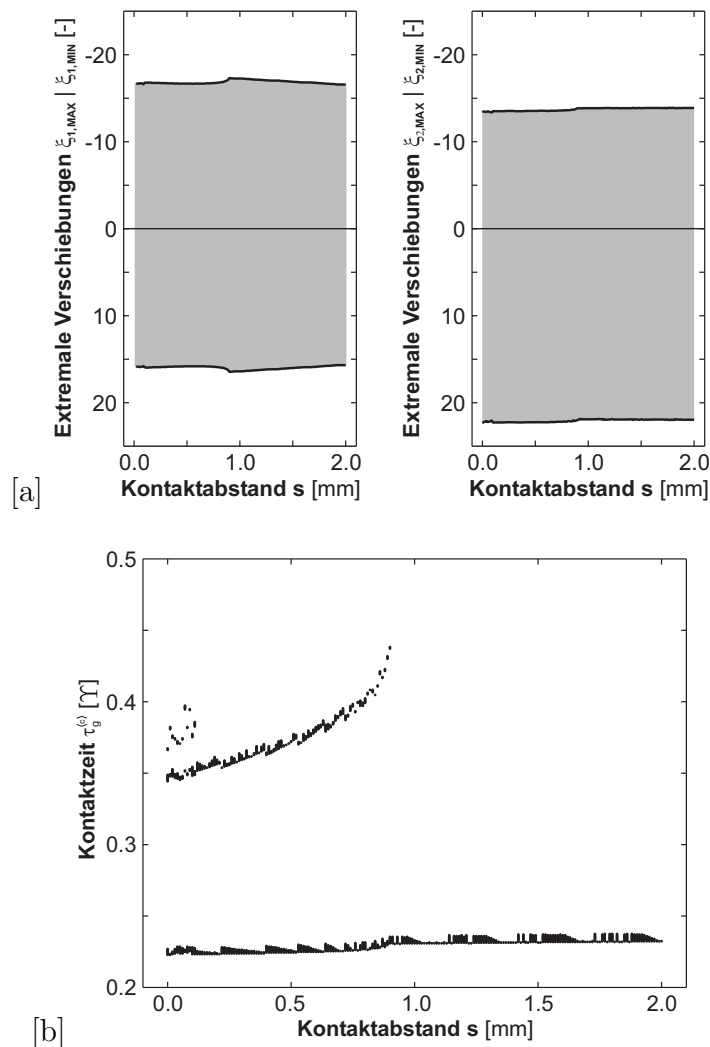 Extremale Verschiebungen ξ1,MAX | ξ1,MIN [-]
-20
-10
0
10
20
0.0 1.0 2.0
Kontaktabstand s [mm]
Extremale Verschiebungen ξ2,MAX | ξ2,MIN [-]
-20
-10
0
10
20
0.0 1.0 2.0
Kontaktabstand s [mm]
[a]
Kontaktzeit τg(c) [ϒ]
0.5
0.4
0.3
0.2
0.0 0.5 1.0 1.5 2.0
Kontaktabstand s [mm]
[b]